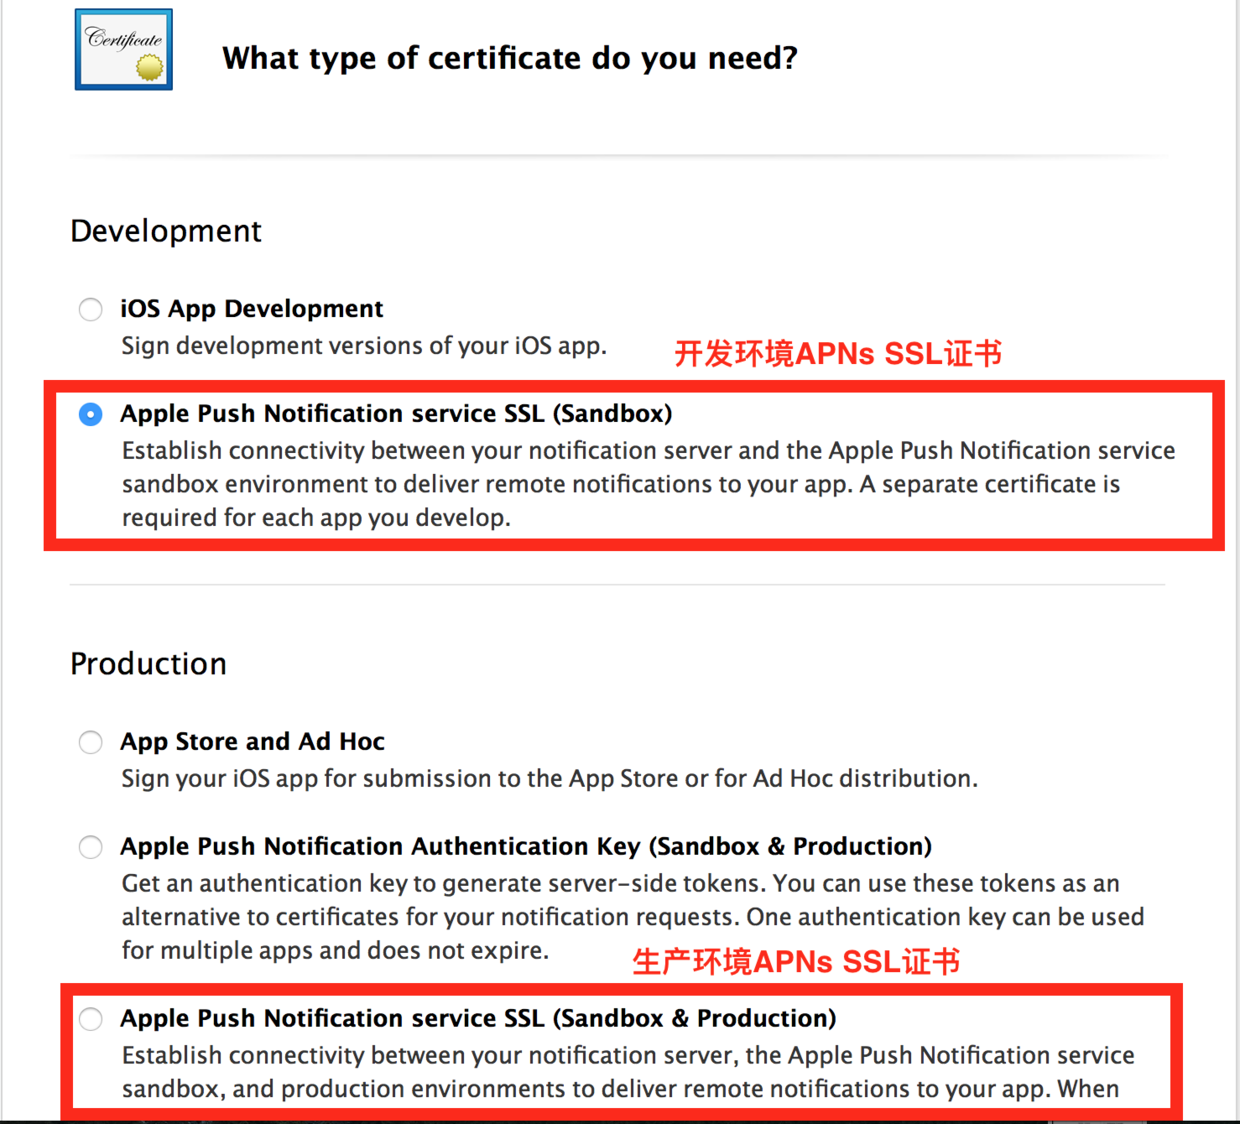 Certificate
What type of certificate do you need?
Development
iOS App Development
Sign development versions of your iOS app.
开发环境APNs SSL证书
Apple Push Notification service SSL (Sandbox)
Establish connectivity between your notification server and the Apple Push Notification service
sandbox environment to deliver remote notifications to your app. A separate certificate is
required for each app you develop.
Production
App Store and Ad Hoc
Sign your iOS app for submission to the App Store or for Ad Hoc distribution.
Apple Push Notification Authentication Key (Sandbox & Production)
Get an authentication key to generate server-side tokens. You can use these tokens as an
alternative to certificates for your notification requests. One authentication key can be used
for multiple apps and does not expire.
生产环境APNs SSL证书
Apple Push Notification service SSL (Sandbox & Production)
Establish connectivity between your notification server, the Apple Push Notification service
sandbox, and production environments to deliver remote notifications to your app. When